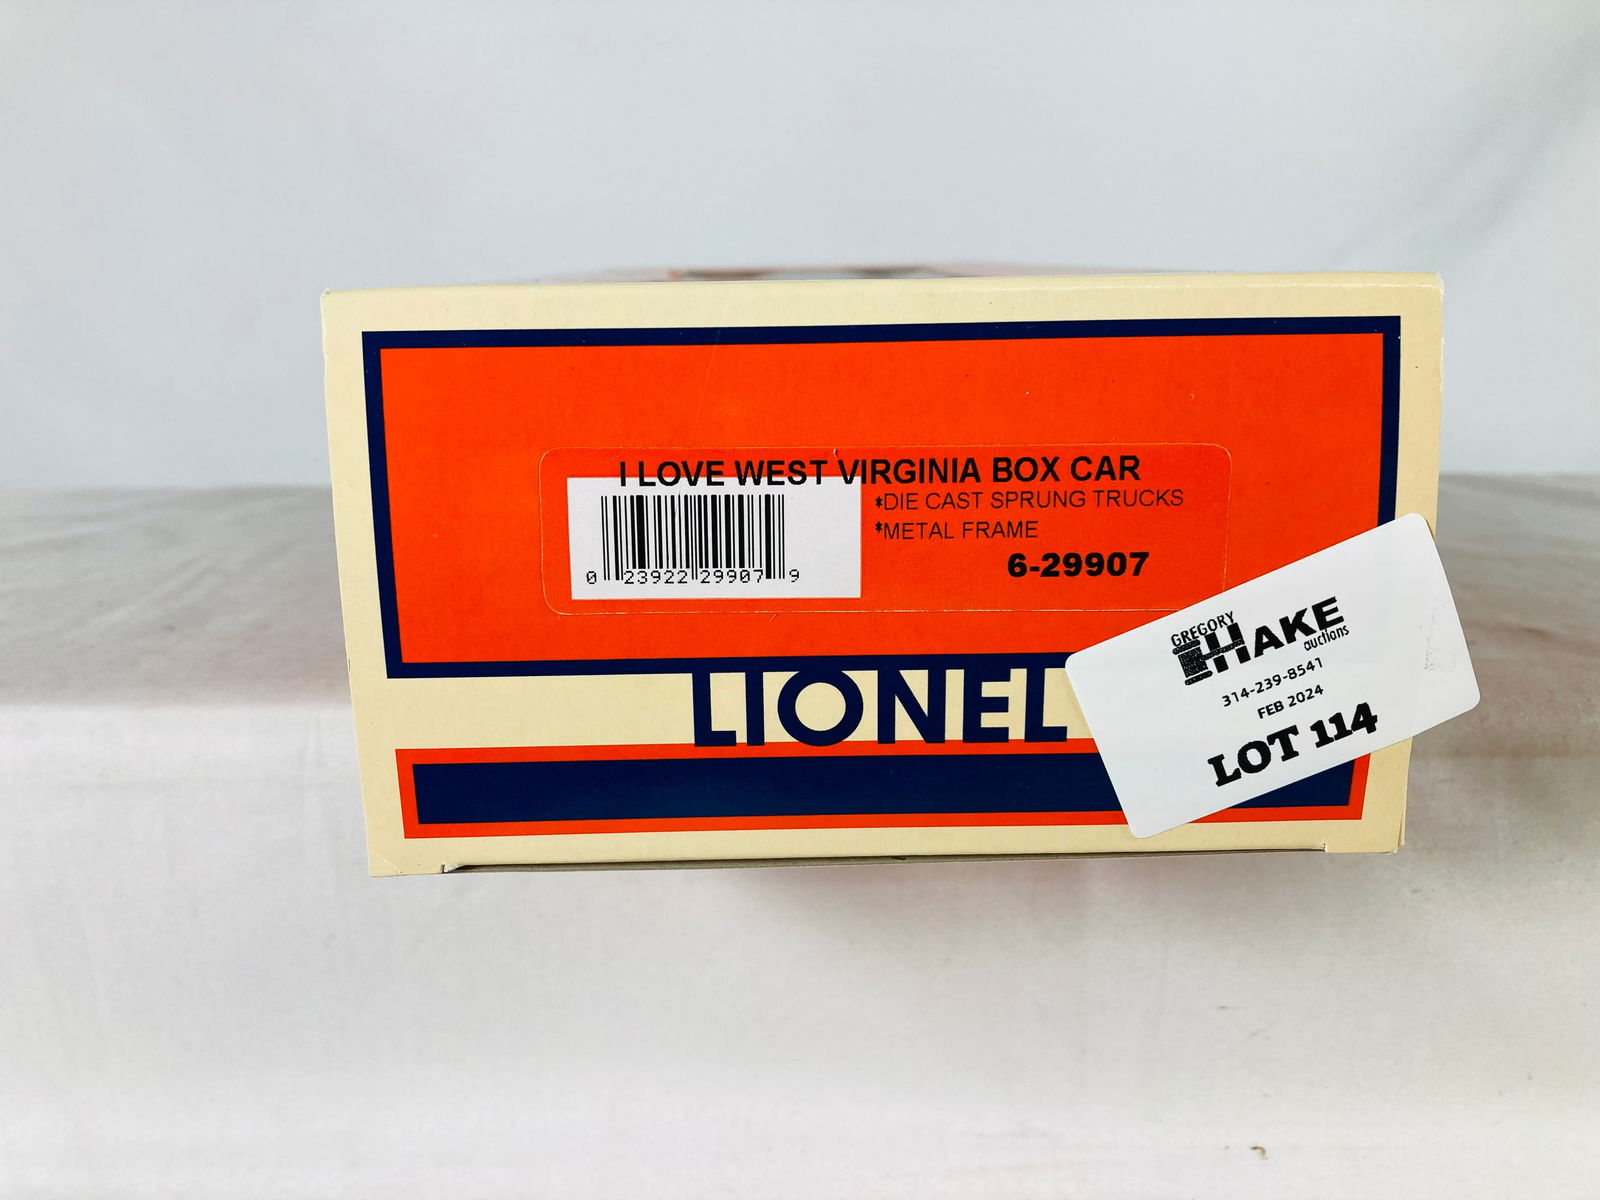 I LOVE WEST VIRGINIA BOX CAR
*DIE CAST SPRUNG TRUCKS
*METAL FRAME
6-29907
0 23922 29907 9
LIONEL
GREGORY
HAKE
auctions
314-239-8541
FEB 2024
LOT 114